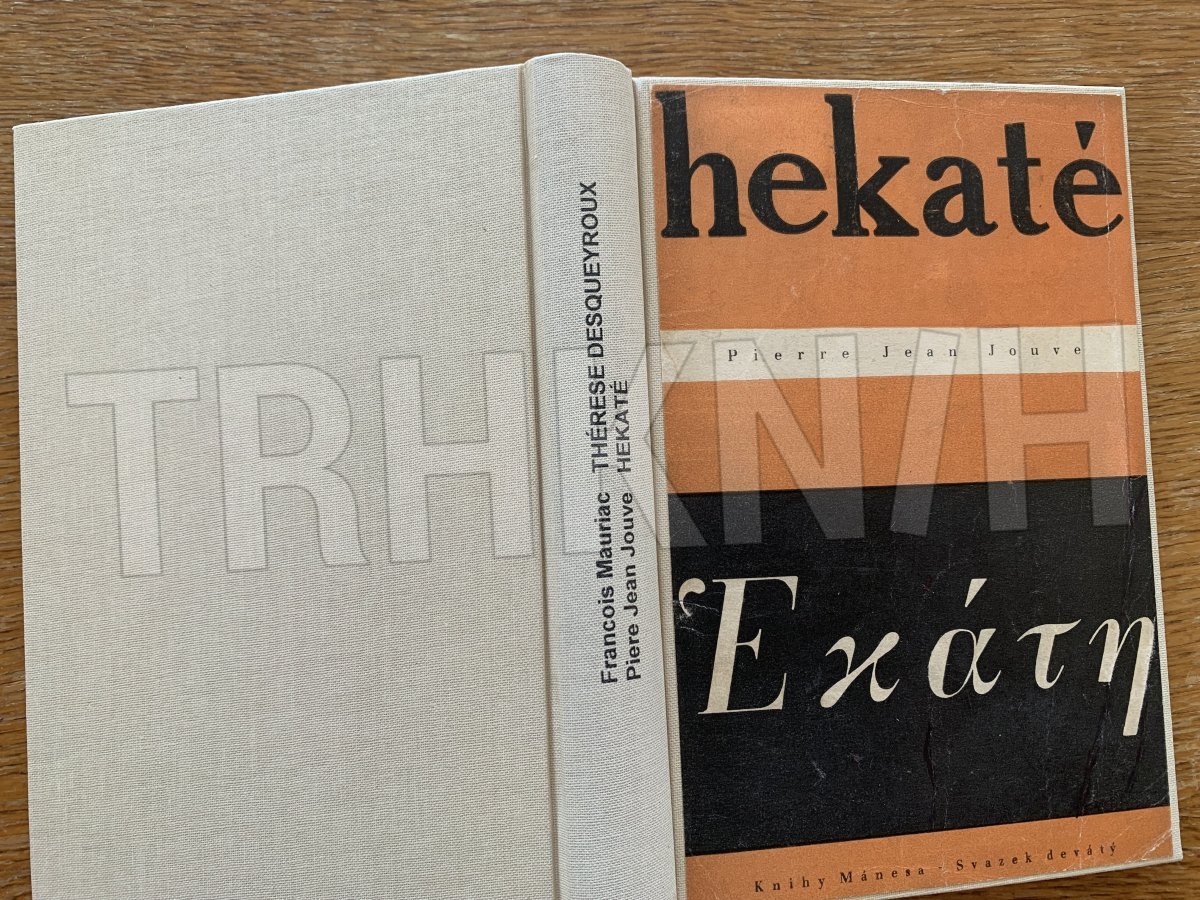 Francois Mauriac THÉRESE DESQUEYROUX
Piere Jean Jouve HEKATÉ
hekaté
Pierre Jean Jouve
Ἑκάτη
Knihy Mánesa - Svazek devátý
TRHKNIH